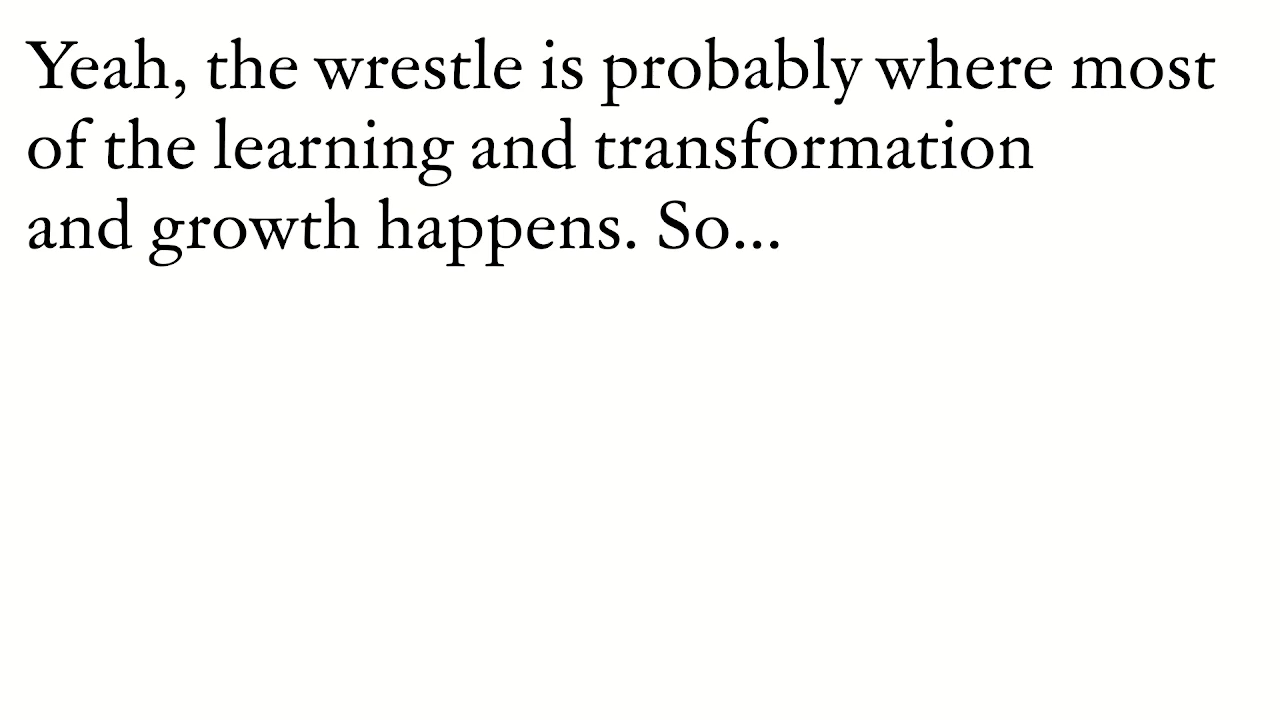 Yeah, the wrestle is probably where most
of the learning and transformation
and growth happens. So...